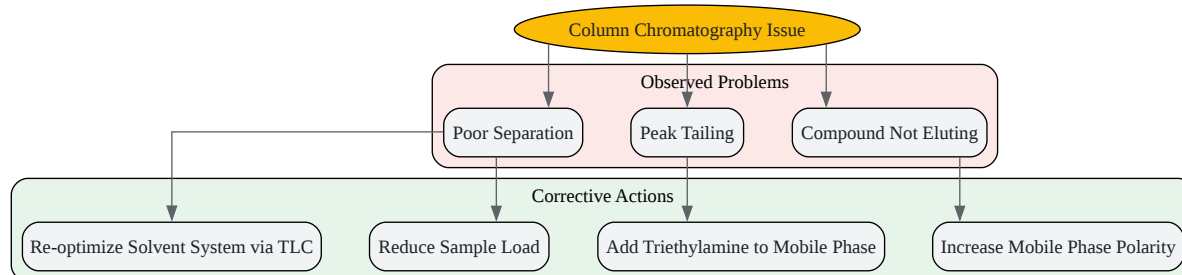 Column Chromatography Issue
Observed Problems
Poor Separation
Peak Tailing
Compound Not Eluting
Corrective Actions
Re-optimize Solvent System via TLC
Reduce Sample Load
Add Triethylamine to Mobile Phase
Increase Mobile Phase Polarity